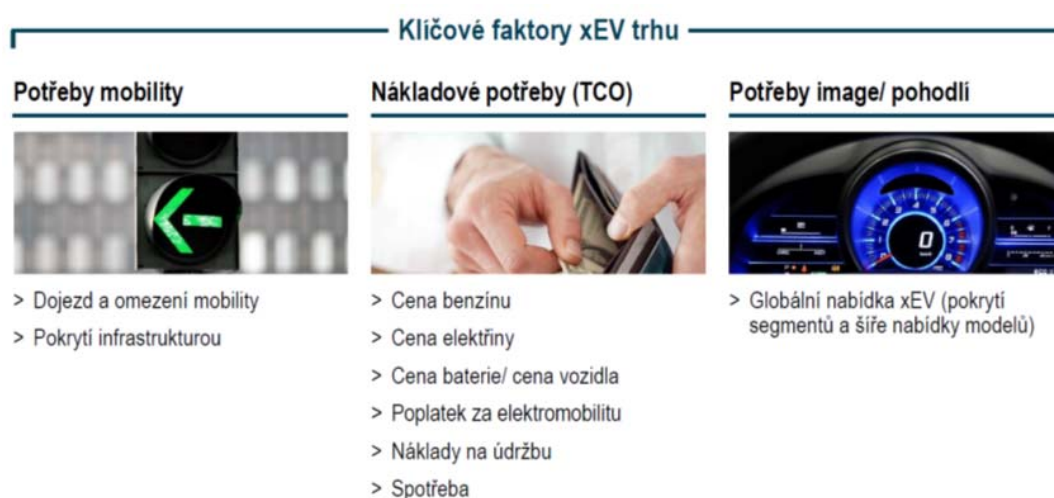 Klíčové faktory xEV trhu
Potřeby mobility
> Dojezd a omezení mobility
> Pokrytí infrastrukturou
Nákladové potřeby (TCO)
> Cena benzínu
> Cena elektřiny
> Cena baterie/ cena vozidla
> Poplatek za elektromobilitu
> Náklady na údržbu
> Spotřeba
Potřeby image/ pohodlí
0
> Globální nabídka xEV (pokrytí
segmentů a šíře nabídky modelů)